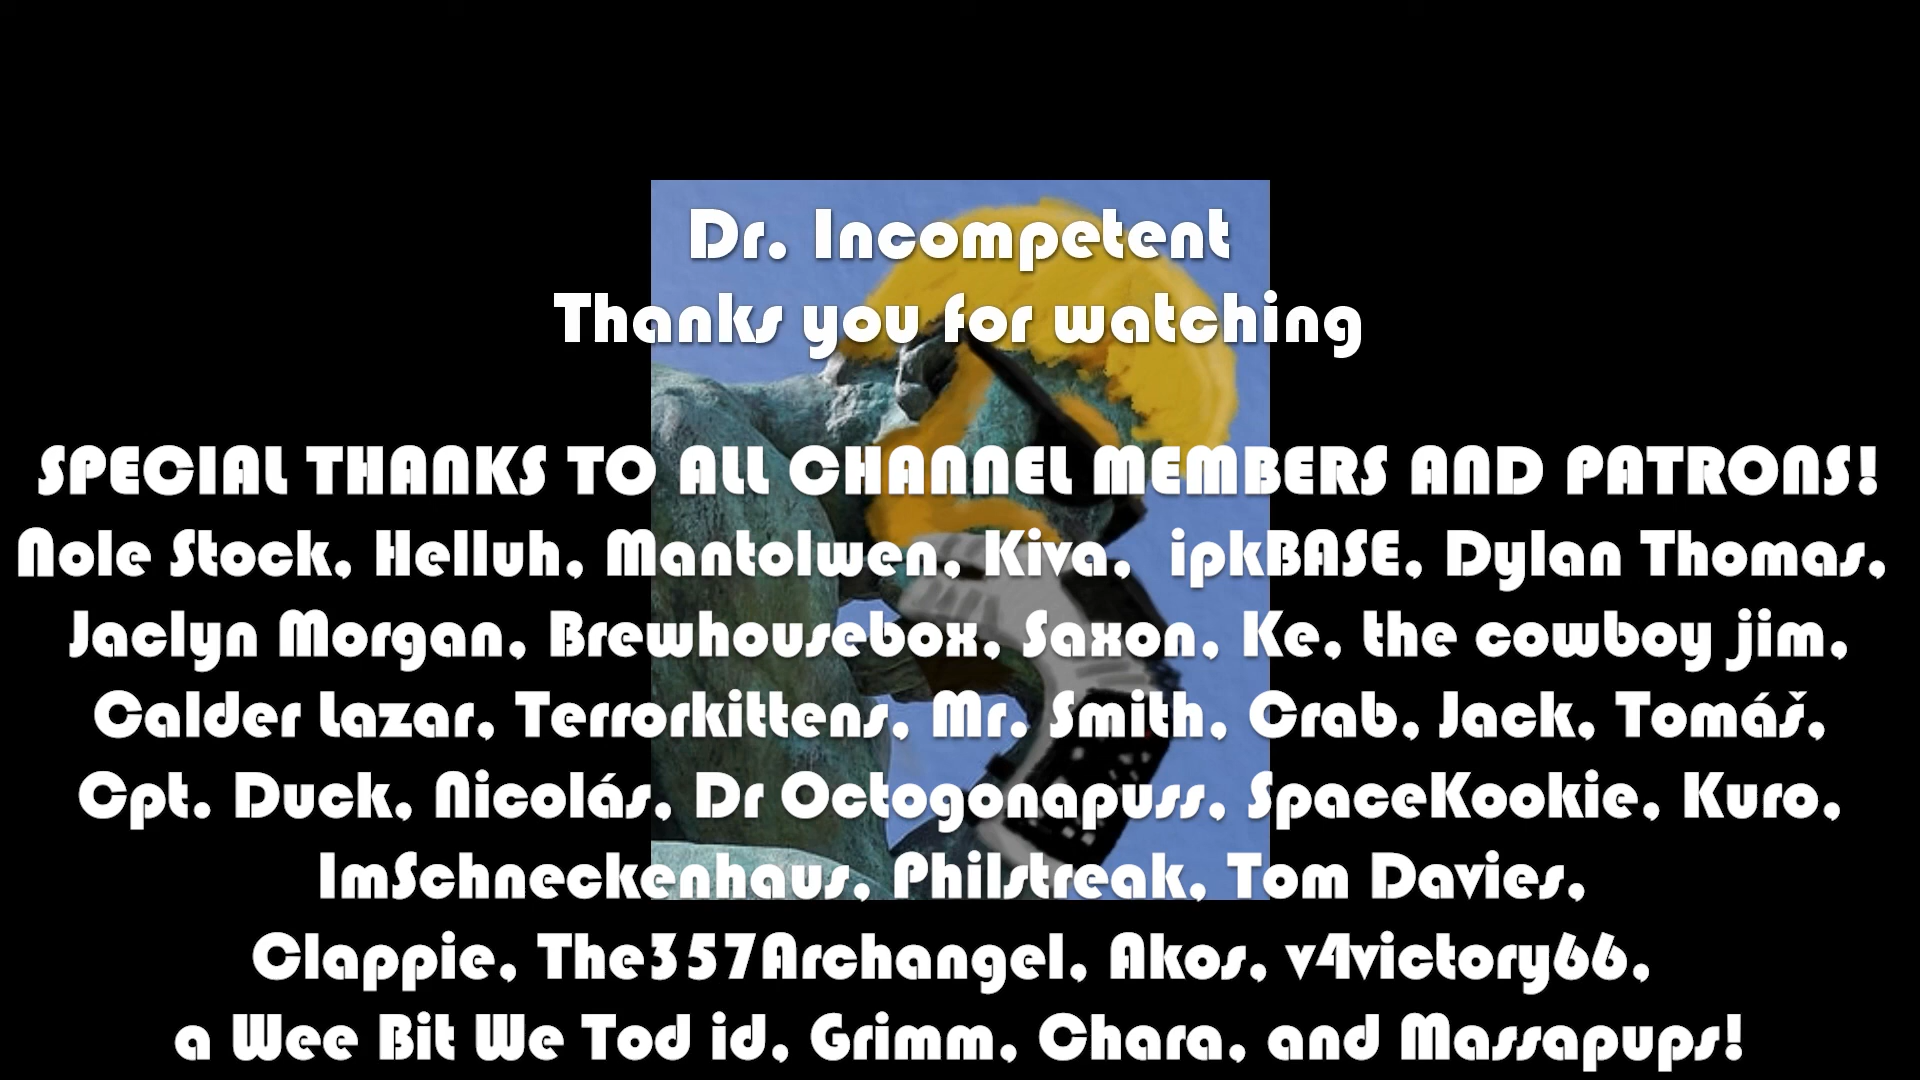 Dr. Incompetent
Thanks you for watching
SPECIAL THANKS TO ALL CHANNEL MEMBERS AND PATRONS!
Nole Stock, Helluh, Mantolwen, Kiva,  ipkBASE, Dylan Thomas,
Jaclyn Morgan, Brewhousebox, Saxon, Ke, the cowboy jim,
Calder Lazar, Terrorkittens, Mr. Smith, Crab, Jack, Tomáš,
Cpt. Duck, Nicolás, Dr Octogonapuss, SpaceKookie, Kuro,
ImSchneckenhaus, Philstreak, Tom Davies,
Clappie, The357Archangel, Akos, v4victory66,
a Wee Bit We Tod id, Grimm, Chara, and Massapups!